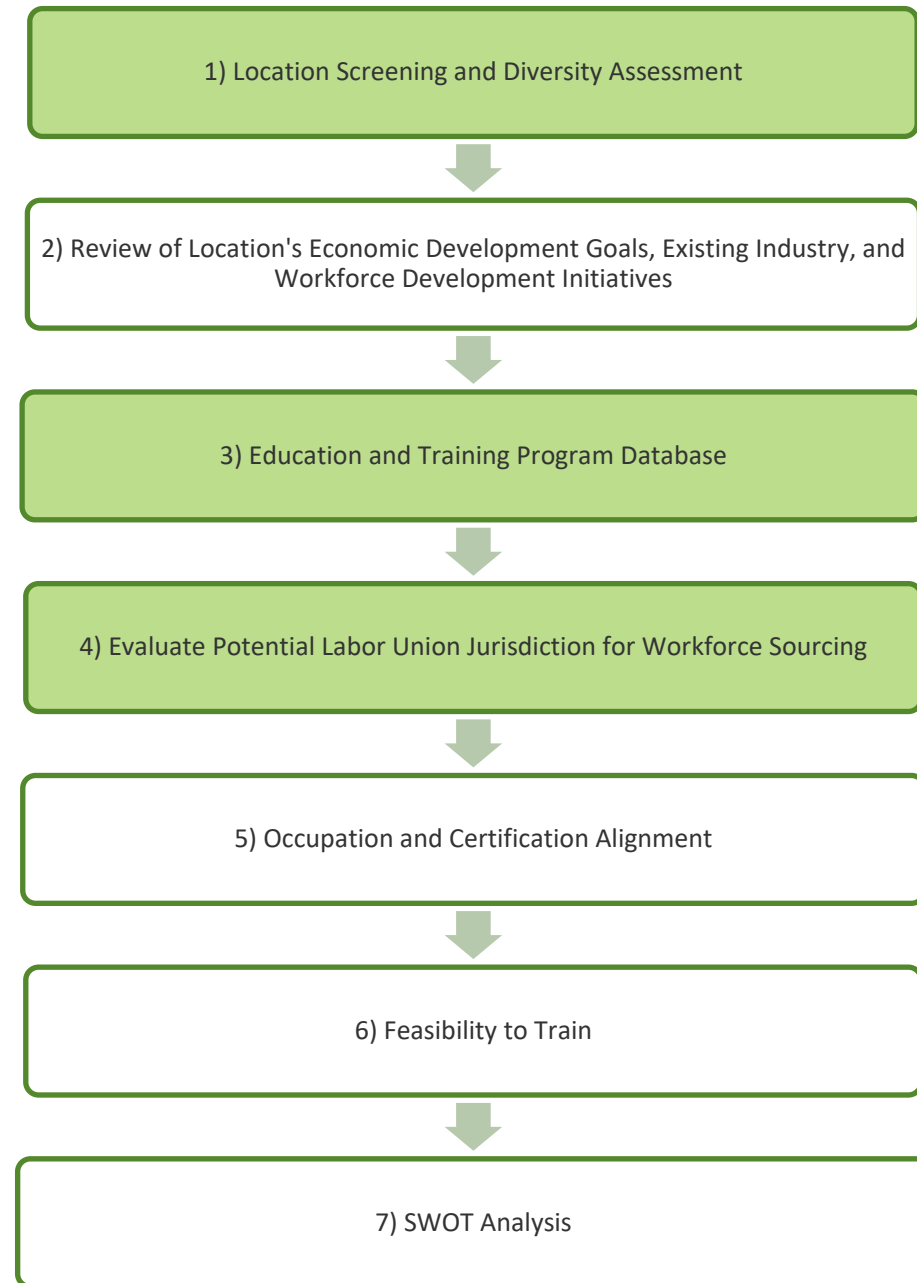 1) Location Screening and Diversity Assessment
2) Review of Location's Economic Development Goals, Existing Industry, and
Workforce Development Initiatives
3) Education and Training Program Database
4) Evaluate Potential Labor Union Jurisdiction for Workforce Sourcing
5) Occupation and Certification Alignment
6) Feasibility to Train
7) SWOT Analysis